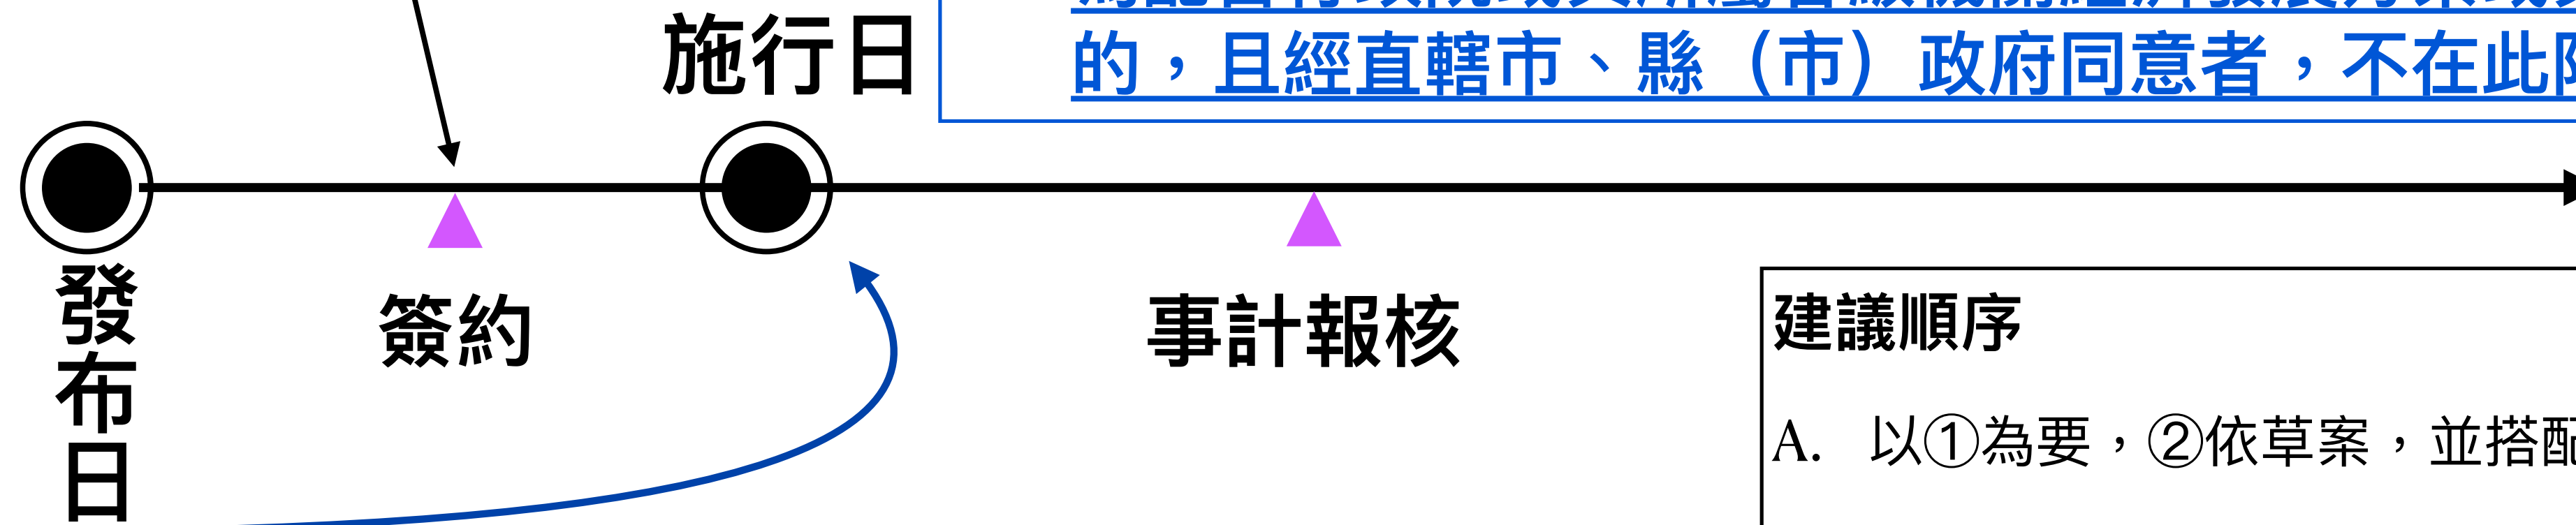 施行日
的，且經直轄市、縣（市）政府同意者，不在此
發布日
簽約
事計報核
建議順序
A. 以①為要，②依草案，並搭配